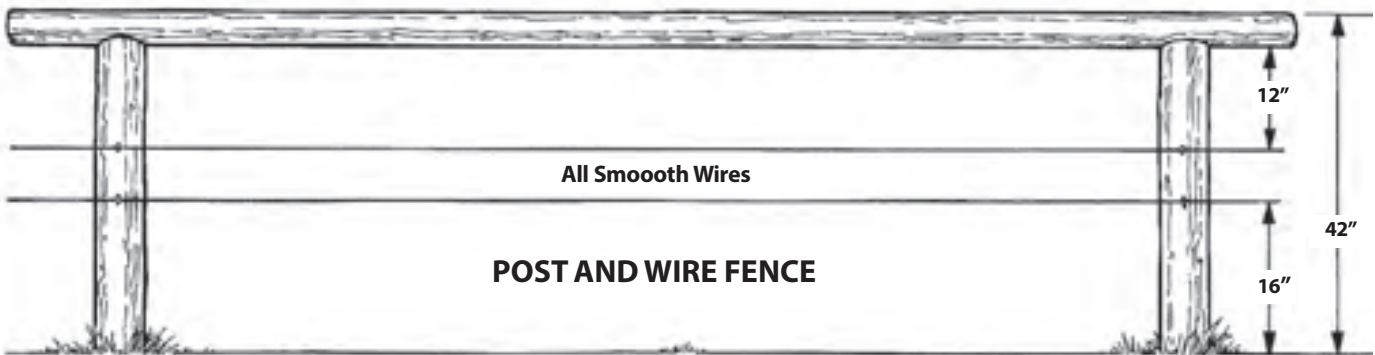 12”
All Smoooth Wires
42”
POST AND WIRE FENCE
16”